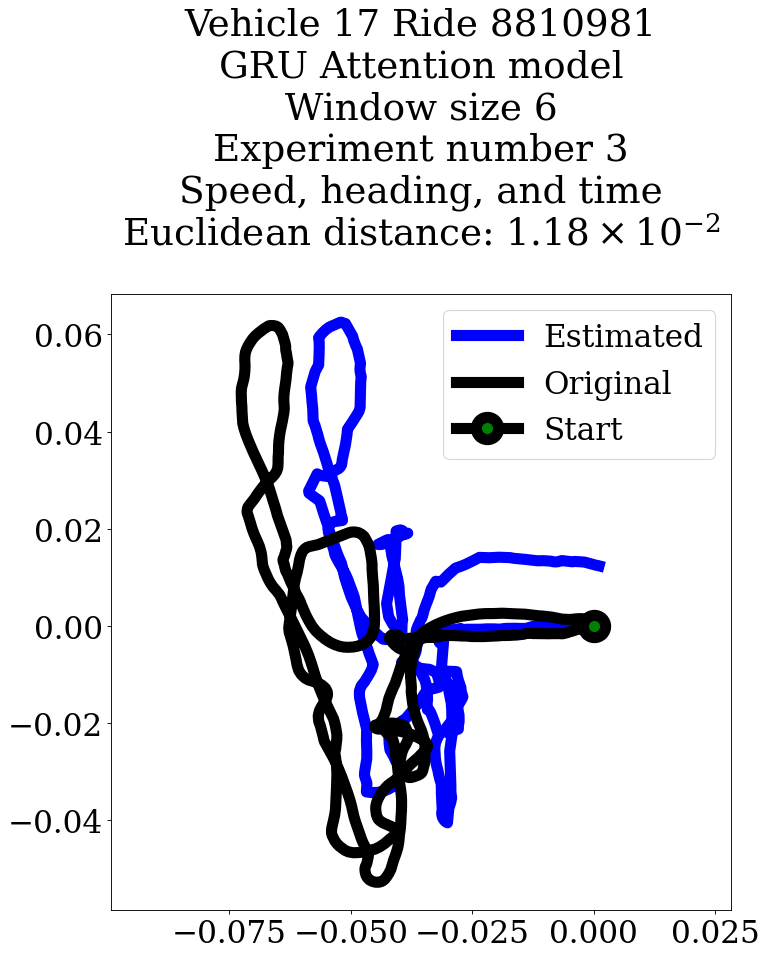 Vehicle 17 Ride 8810981
GRU Attention model
Window size 6
Experiment number 3
Speed, heading, and time
Euclidean distance: 1.18 × 10⁻²
Estimated
Original
Start
0.06
0.04
0.02
0.00
−0.02
−0.04
−0.075 −0.050 −0.025 0.000 0.025